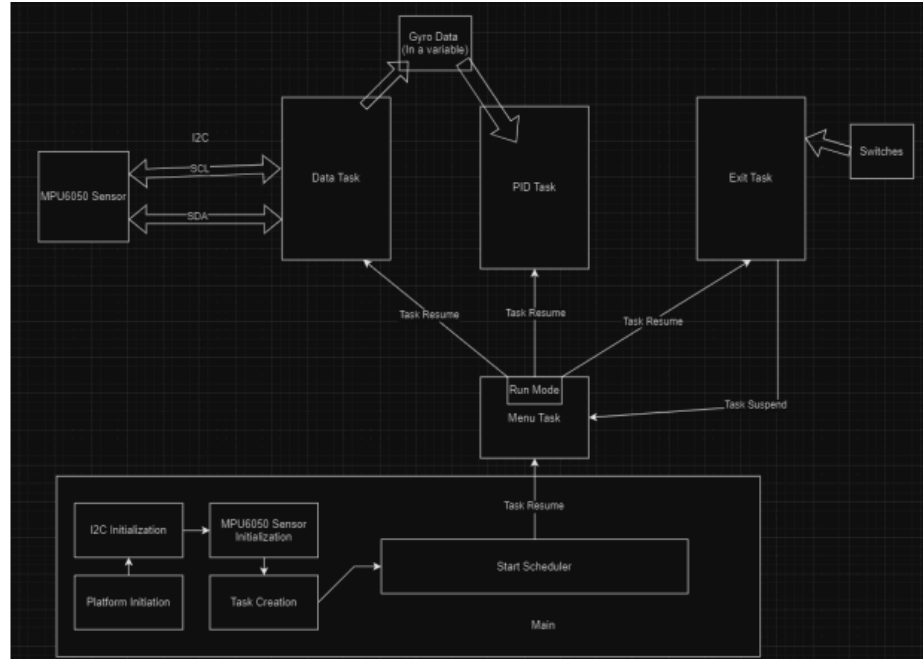 Gyro Data
(In a variable)
I2C
SCL
SDA
MPU6050 Sensor
Data Task
PID Task
Exit Task
Switches
Task Resume
Task Resume
Task Resume
Run Mode
Menu Task
Task Suspend
Task Resume
I2C Initialization
MPU6050 Sensor
Initialization
Start Scheduler
Platform Initiation
Task Creation
Main